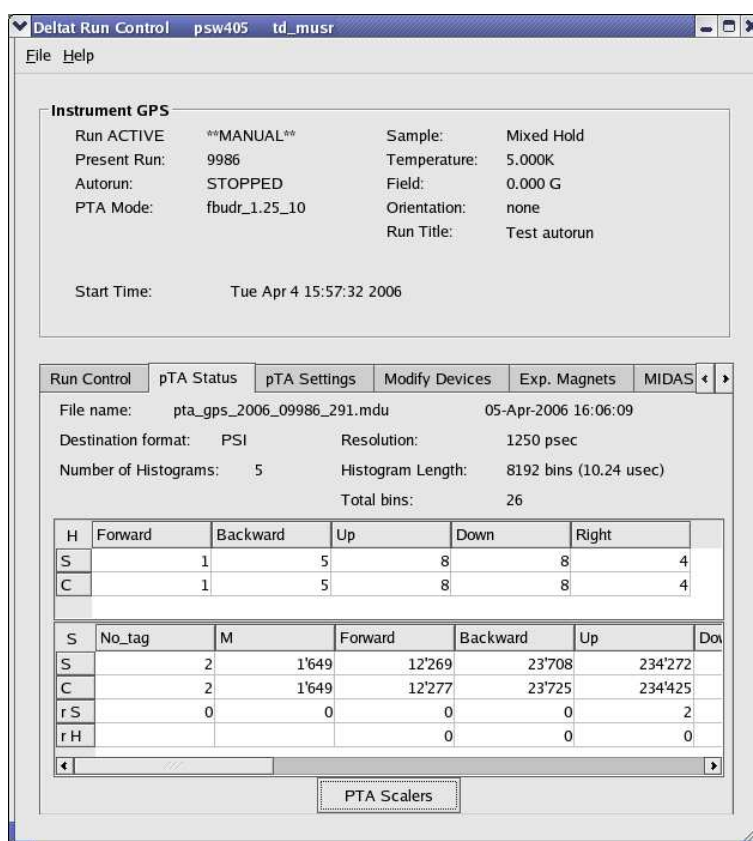 Deltat Run Control psw405 td_musr
File Help
Instrument GPS
Run ACTIVE **MANUAL** Sample: Mixed Hold
Present Run: 9986 Temperature: 5.000K
Autorun: STOPPED Field: 0.000 G
PTA Mode: fbudr_1.25_10 Orientation: none
Run Title: Test autorun
Start Time: Tue Apr 4 15:57:32 2006
Run Control pTA Status pTA Settings Modify Devices Exp. Magnets MIDAS
File name: pta_gps_2006_09986_291.mdu 05-Apr-2006 16:06:09
Destination format: PSI Resolution: 1250 psec
Number of Histograms: 5 Histogram Length: 8192 bins (10.24 usec)
Total bins: 26
H Forward Backward Up Down Right
S 1 5 8 8 4
C 1 5 8 8 4
S No_tag M Forward Backward Up Dov
S 2 1'649 12'269 23'708 234'272
C 2 1'649 12'277 23'725 234'425
r S 0 0 0 0 2
r H 0 0 0
PTA Scalers